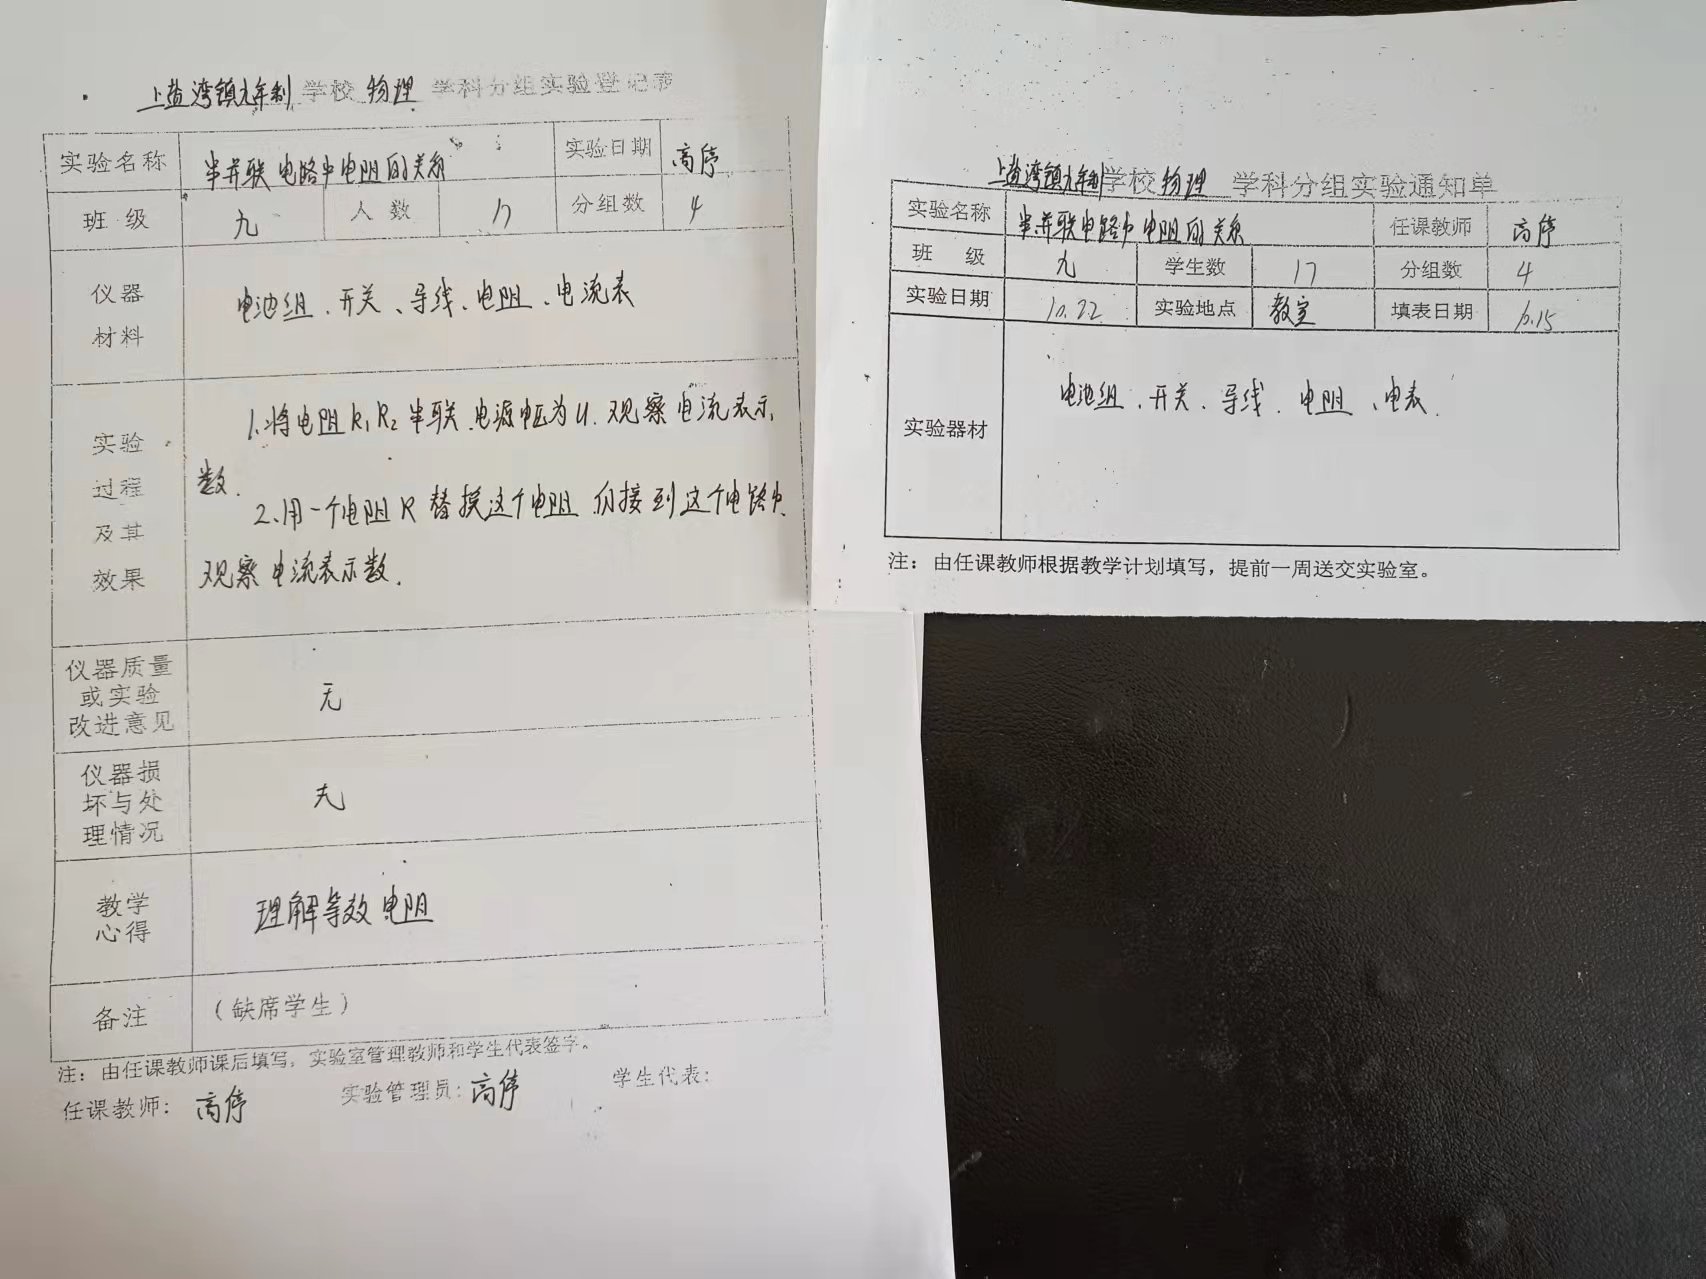 上盐湾镇九年制学校 物理 学科分组实验登记表
实验名称 串并联电路中电阻的关系 实验日期 高停
班 级 九 人 数 17 分组数 4
仪器
材料
电池组、开关、导线、电阻、电流表
实验
过程
及其
效果
1.将电阻R₁R₂串联.电源电压为U.观察电流表示
数.
2.用一个电阻R替换这个电阻 仍接到这个电路中.
观察电流表示数.
仪器质量
或实验
改进意见
无
仪器损
坏与处
理情况
无
教学
心得
理解等效电阻
备注 (缺席学生)
注：由任课教师课后填写，实验室管理教师和学生代表签字。
任课教师： 高停 实验管理员：高停 学生代表：
上盐湾镇九年制学校 物理 学科分组实验通知单
实验名称 串并联电路中电阻的关系 任课教师 高停
班 级 九 学生数 17 分组数 4
实验日期 10.22 实验地点 教室 填表日期 10.15
实验器材 电池组、开关、导线.电阻、电表.
注：由任课教师根据教学计划填写，提前一周送交实验室。